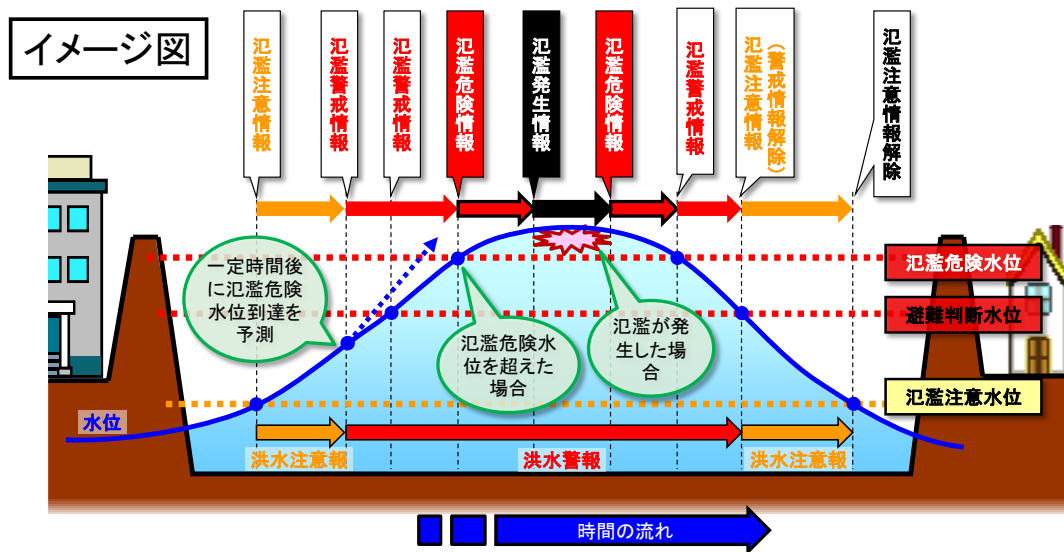 イメージ図
氾濫注意情報
氾濫警戒情報
氾濫警戒情報
氾濫危険情報
氾濫発生情報
氾濫危険情報
氾濫警戒情報
氾濫注意情報
（警戒情報解除）
氾濫注意情報解除
一定時間後
に氾濫危険
水位到達を
予測
氾濫危険水
位を超えた
場合
氾濫が発
生した場
合
氾濫危険水位
避難判断水位
氾濫注意水位
水位
洪水注意報
洪水警報
洪水注意報
時間の流れ